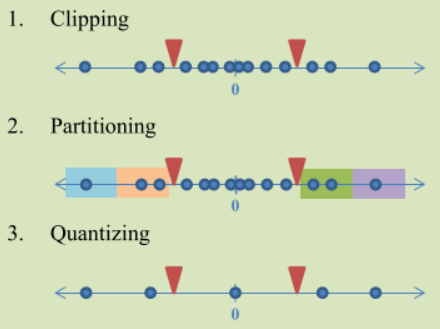 1. Clipping
0
2. Partitioning
0
3. Quantizing
0